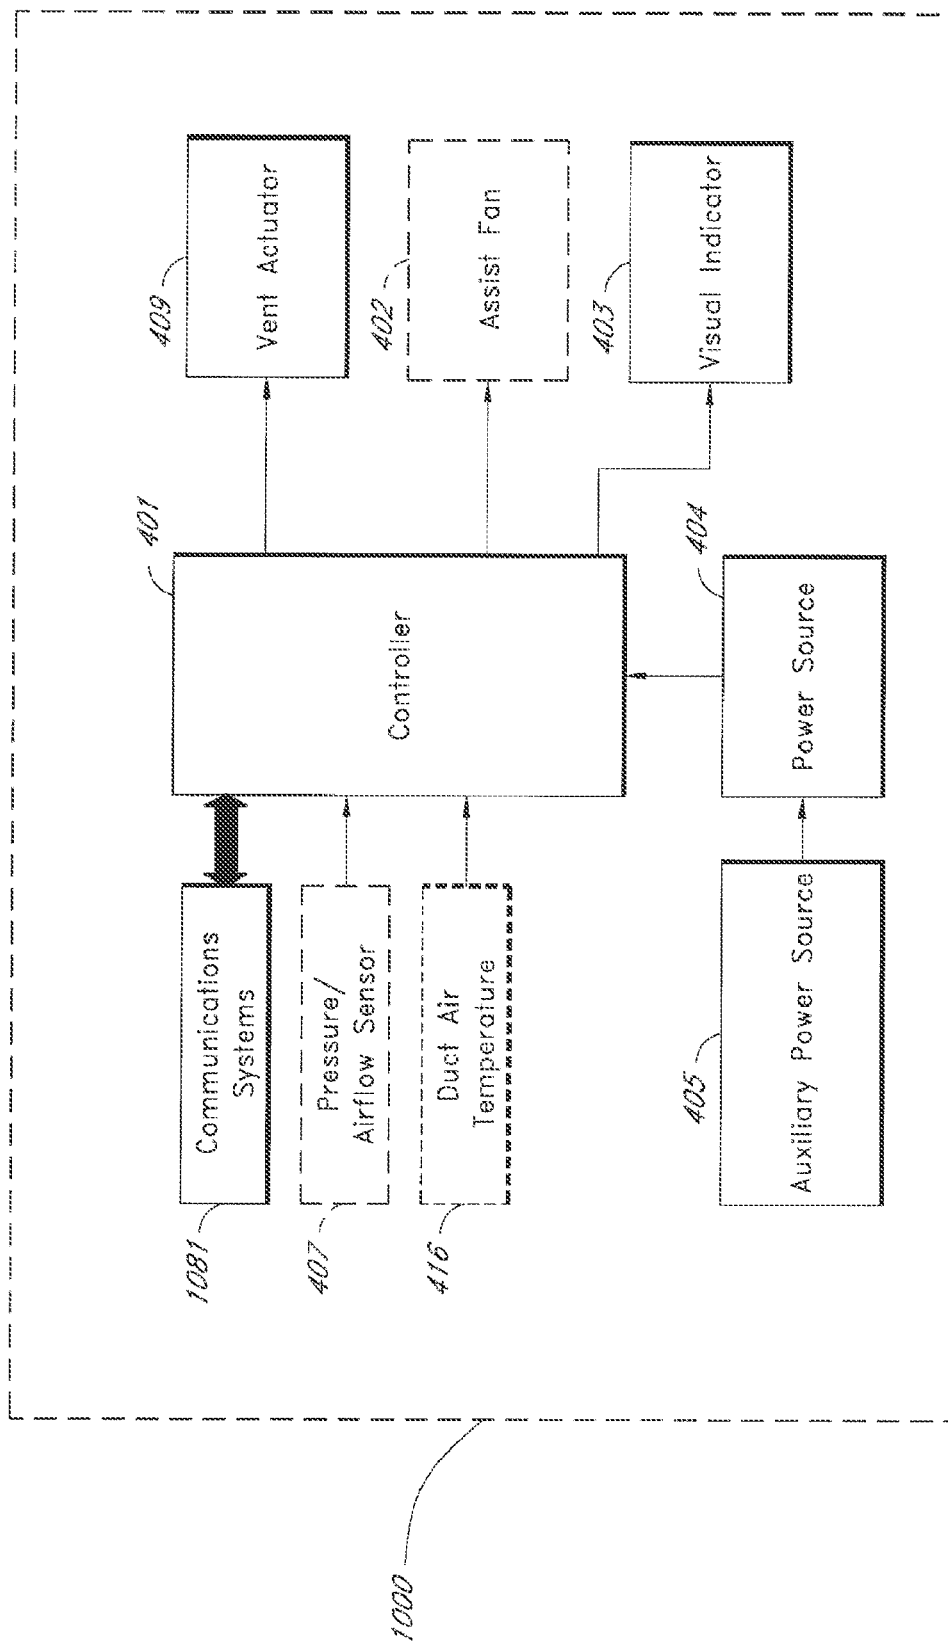 1081
Communications
Systems
407
Pressure/
Airflow Sensor
416
Duct Air
Temperature
401
Controller
409
Vent Actuator
402
Assist Fan
403
Visual Indicator
405
Auxiliary Power Source
404
Power Source
1000